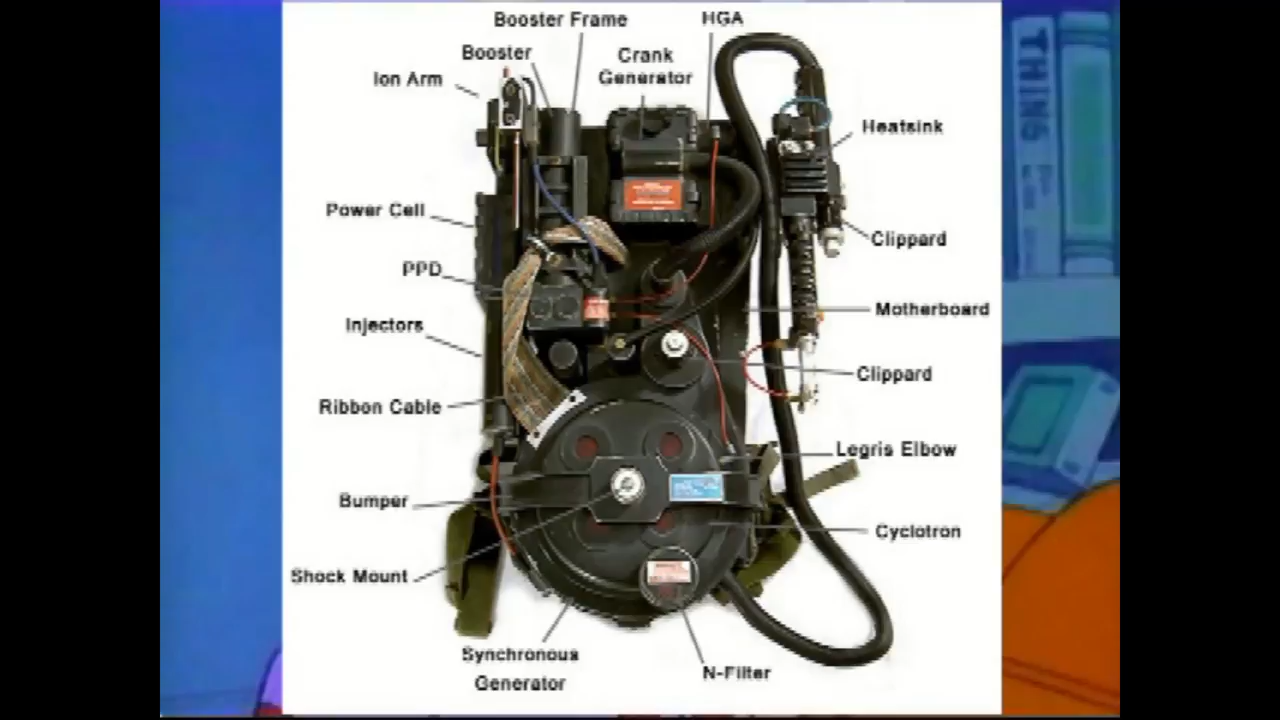 Booster Frame
HGA
Booster
Crank
Generator
Ion Arm
Heatsink
Power Cell
Clippard
PPD
Motherboard
Injectors
Clippard
Ribbon Cable
Legris Elbow
Bumper
Cyclotron
Shock Mount
Synchronous
Generator
N-Filter
THING